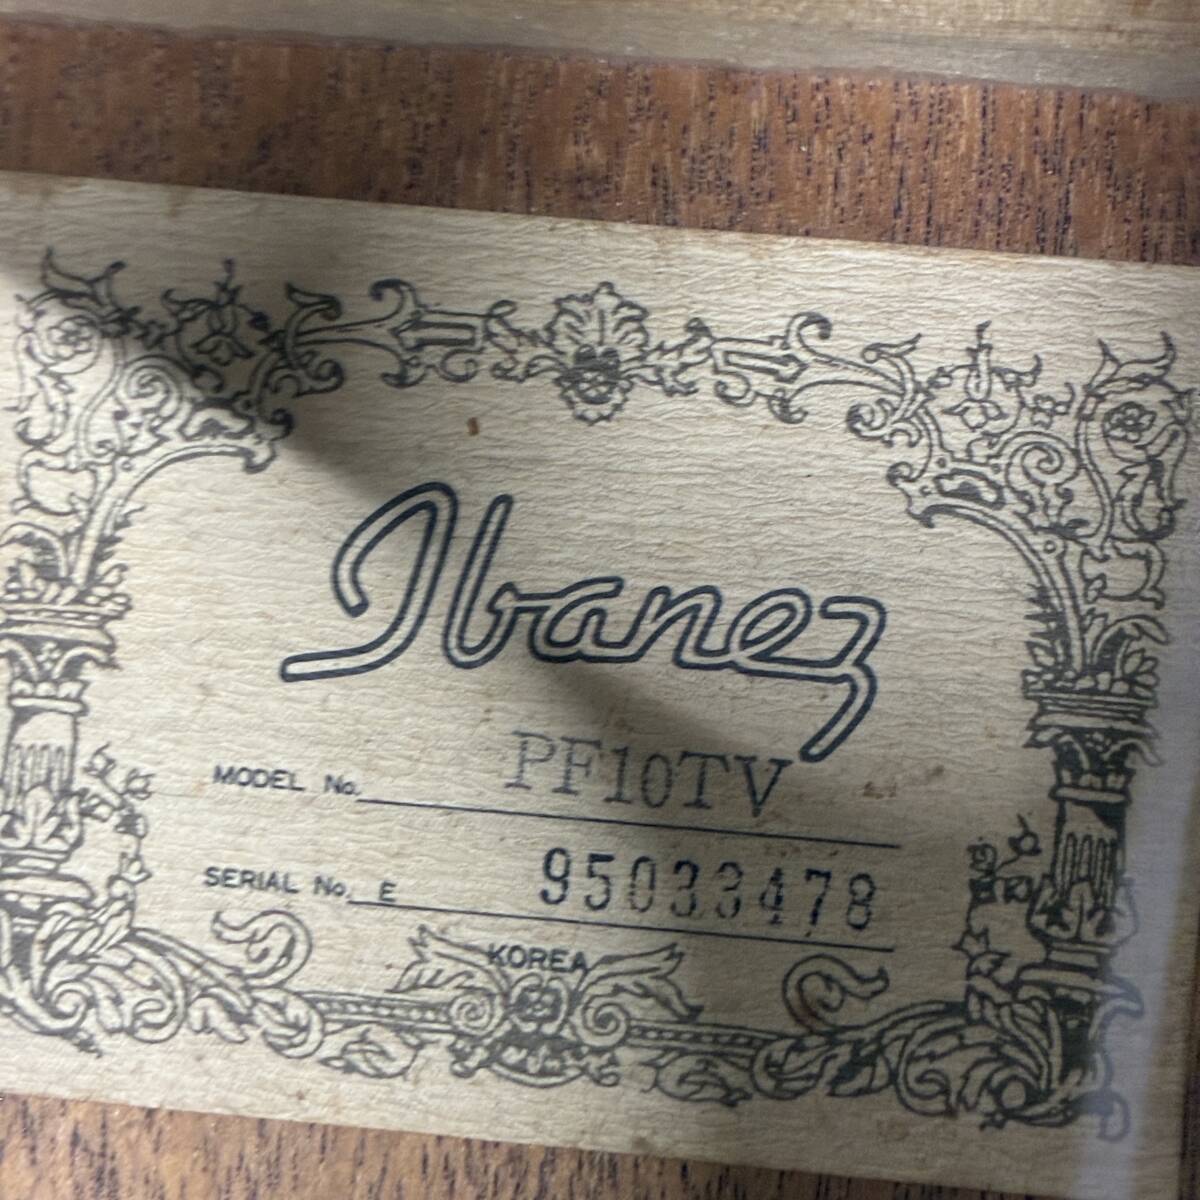 Ibanez
MODEL No. PF10TV
SERIAL No. E 95033478
KOREA